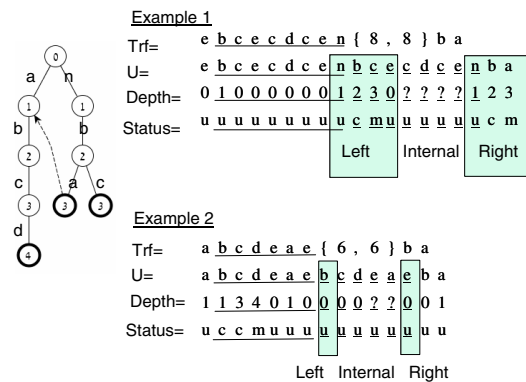 Example 1
Trf= e b c e c d c e n { 8 , 8 } b a
U= e b c e c d c e n b c e c d c e n b a
Depth= 0 1 0 0 0 0 0 0 1 2 3 0 ? ? ? ? 1 2 3
Status= u u u u u u u u u c m u u u u u u c m
Left Internal Right
0
a n
1 1
b b
2 2
c a c
3 3 3
d
4
Example 2
Trf= a b c d e a e { 6 , 6 } b a
U= a b c d e a e b c d e a e b a
Depth= 1 1 3 4 0 1 0 0 0 0 ? ? 0 0 1
Status= u c c m u u u u u u u u u u u
Left Internal Right